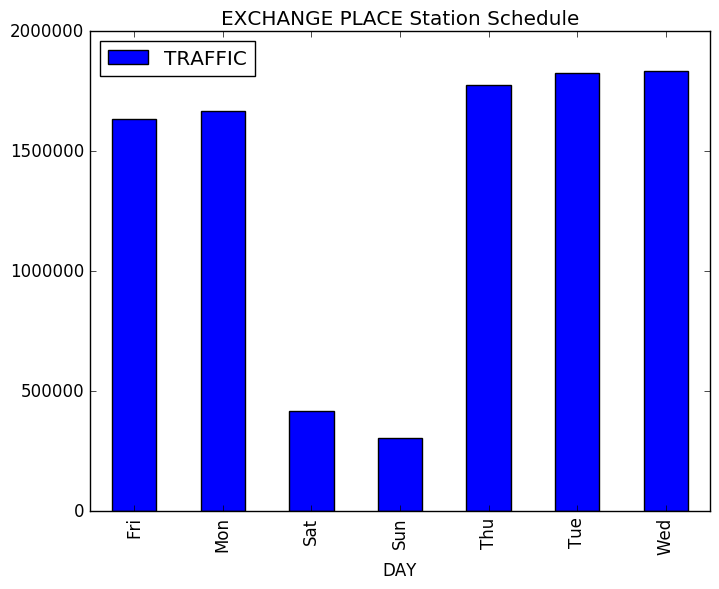 EXCHANGE PLACE Station Schedule
TRAFFIC
2000000
1500000
1000000
500000
0
Fri
Mon
Sat
Sun
Thu
Tue
Wed
DAY